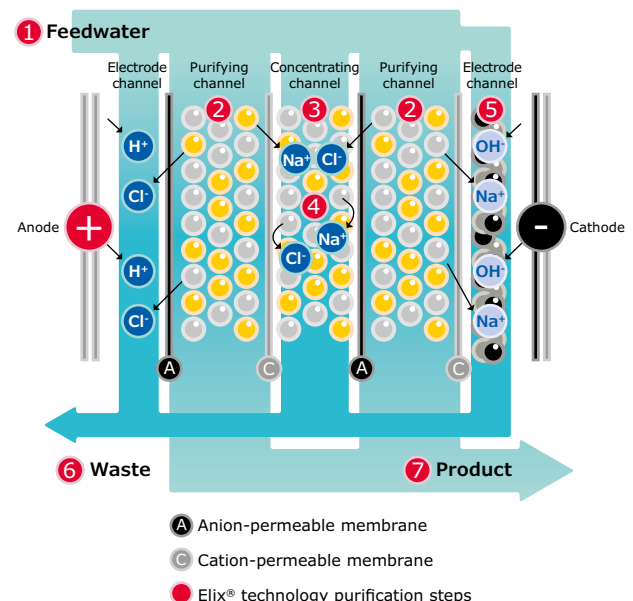 1 Feedwater
Electrode
channel
Purifying
channel
Concentrating
channel
Purifying
channel
Electrode
channel
2
3
2
5
H⁺
Na⁺
Cl⁻
OH⁻
Cl⁻
Na⁺
4
Anode
+
Na⁺
-
Cathode
Cl⁻
H⁺
OH⁻
Cl⁻
Na⁺
A
C
A
C
6 Waste
7 Product
A Anion-permeable membrane
C Cation-permeable membrane
Elix® technology purification steps